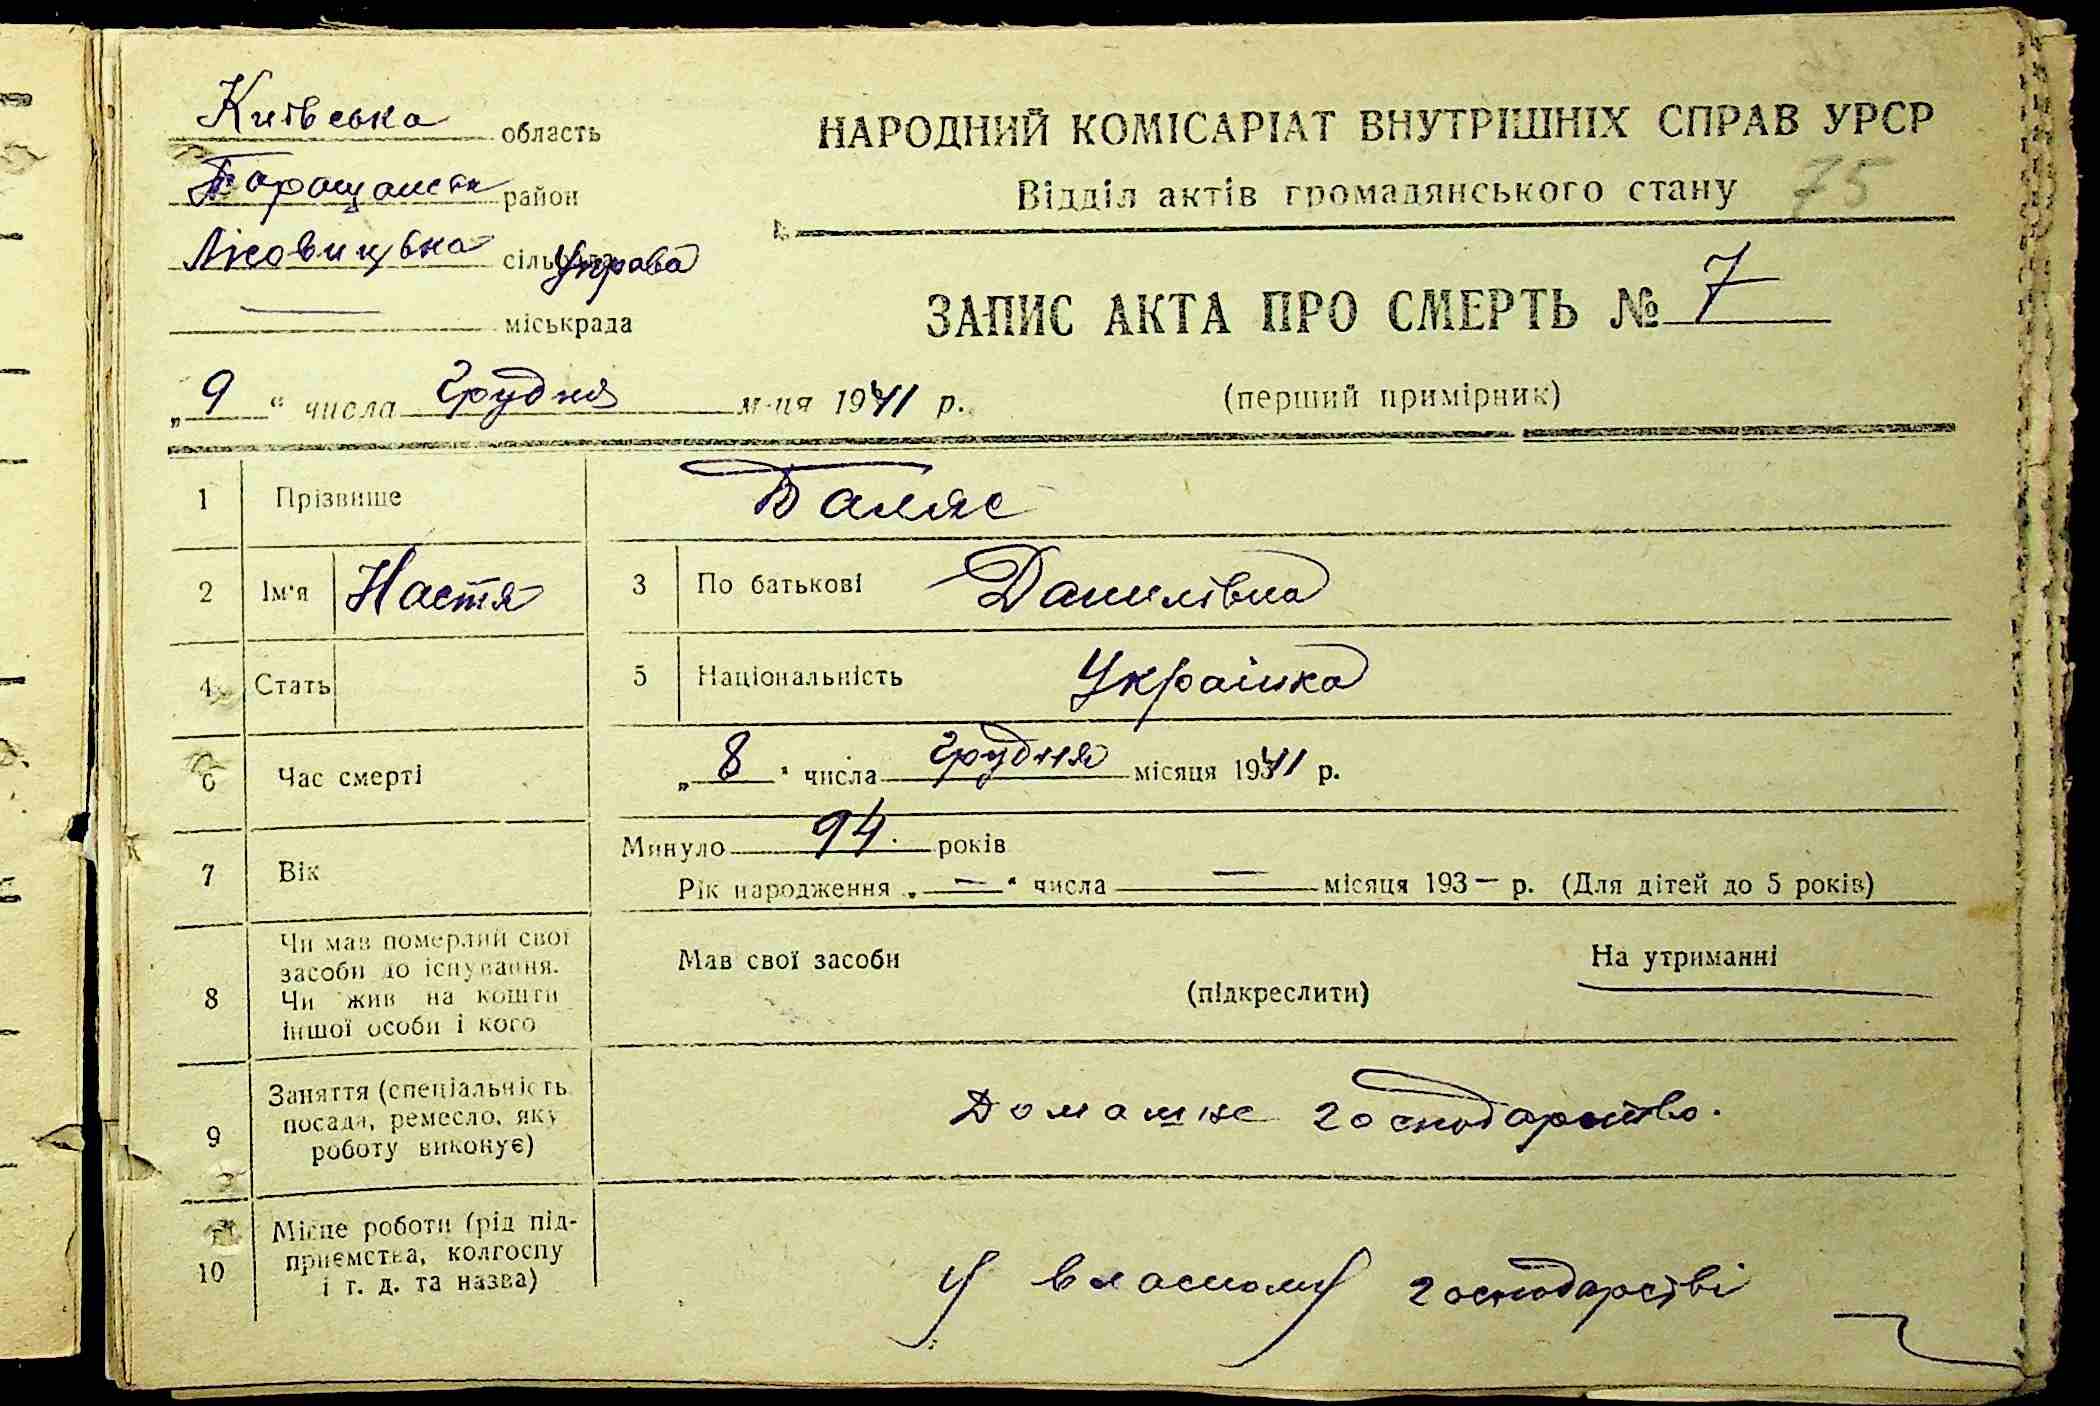 Київська область
Таращанськ район
Лісовицька сільрада Управа
— міськрада
НАРОДНИЙ КОМІСАРІАТ ВНУТРІШНІХ СПРАВ УРСР
Відділ актів громадянського стану 75
ЗАПИС АКТА ПРО СМЕРТЬ № 7
„ 9 “ числа Грудня м-ця 1941 р.
(перший примірник)
1 Прізвище Баляс
2 Ім'я Настя 3 По батькові Данилівна
4 Стать 5 Національність Українка
6 Час смерті „ 8 “ числа Грудня місяця 1941 р.
7 Вік Минуло 94. років
Рік народження „ — “ числа — місяця 193— р. (Для дітей до 5 років)
8 Чи мав померлий свої
засоби до існування.
Чи жив на кошти
іншої особи і кого
Мав свої засоби (підкреслити) На утриманні
9 Заняття (спеціальність
посада, ремесло, яку
роботу виконує)
Домашнє господарство.
10 Місце роботи (рід під-
приємства, колгоспу
і т. д. та назва)
У власному господарстві